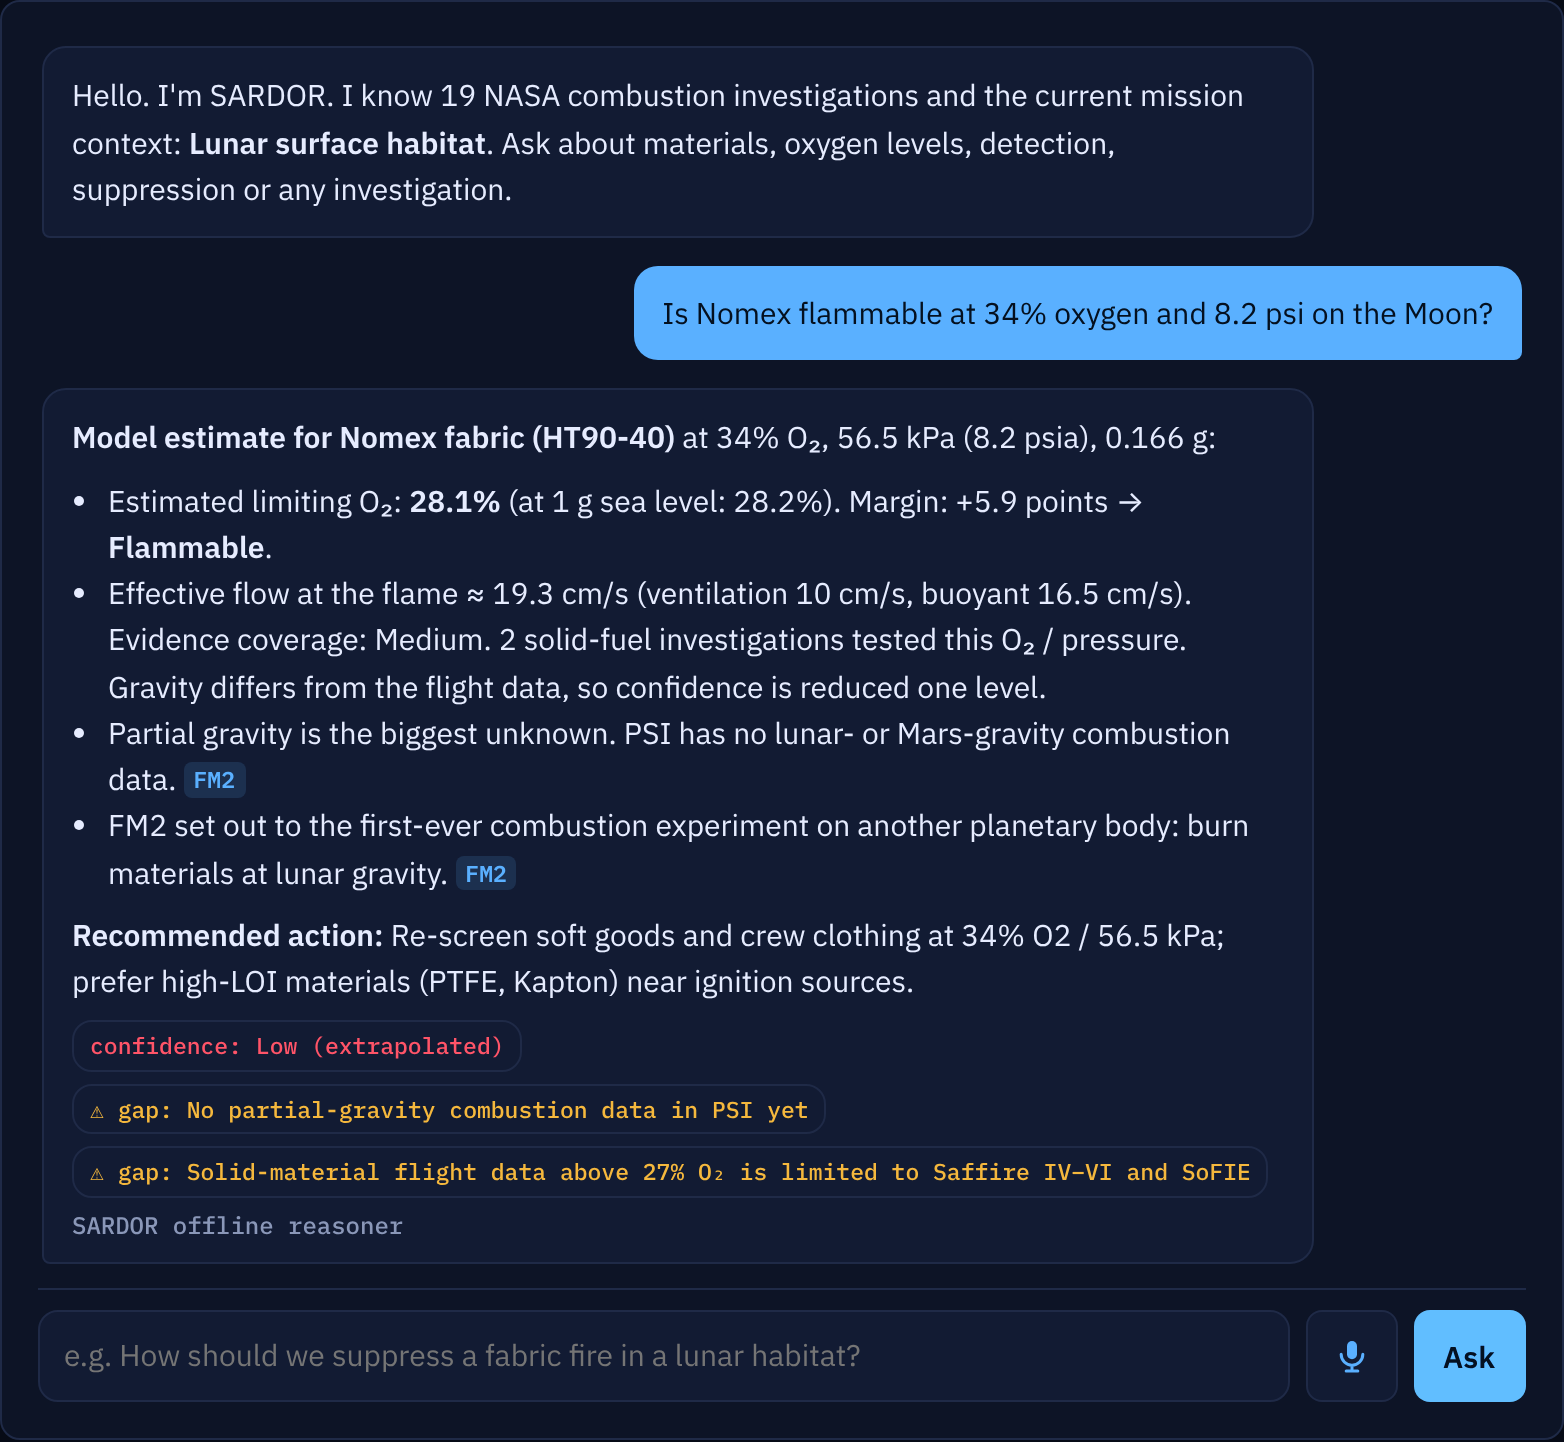 Hello. I'm SARDOR. I know 19 NASA combustion investigations and the current mission
context: Lunar surface habitat. Ask about materials, oxygen levels, detection,
suppression or any investigation.
Is Nomex flammable at 34% oxygen and 8.2 psi on the Moon?
Model estimate for Nomex fabric (HT90-40) at 34% O₂, 56.5 kPa (8.2 psia), 0.166 g:
• Estimated limiting O₂: 28.1% (at 1 g sea level: 28.2%). Margin: +5.9 points →
Flammable.
• Effective flow at the flame ≈ 19.3 cm/s (ventilation 10 cm/s, buoyant 16.5 cm/s).
Evidence coverage: Medium. 2 solid-fuel investigations tested this O₂ / pressure.
Gravity differs from the flight data, so confidence is reduced one level.
• Partial gravity is the biggest unknown. PSI has no lunar- or Mars-gravity combustion
data. FM2
• FM2 set out to the first-ever combustion experiment on another planetary body: burn
materials at lunar gravity. FM2
Recommended action: Re-screen soft goods and crew clothing at 34% O2 / 56.5 kPa;
prefer high-LOI materials (PTFE, Kapton) near ignition sources.
confidence: Low (extrapolated)
⚠ gap: No partial-gravity combustion data in PSI yet
⚠ gap: Solid-material flight data above 27% O₂ is limited to Saffire IV–VI and SoFIE
SARDOR offline reasoner
e.g. How should we suppress a fabric fire in a lunar habitat?
Ask